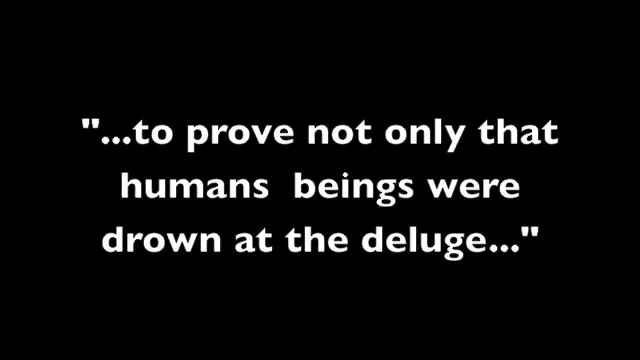 "...to prove not only that
humans  beings were
drown at the deluge..."